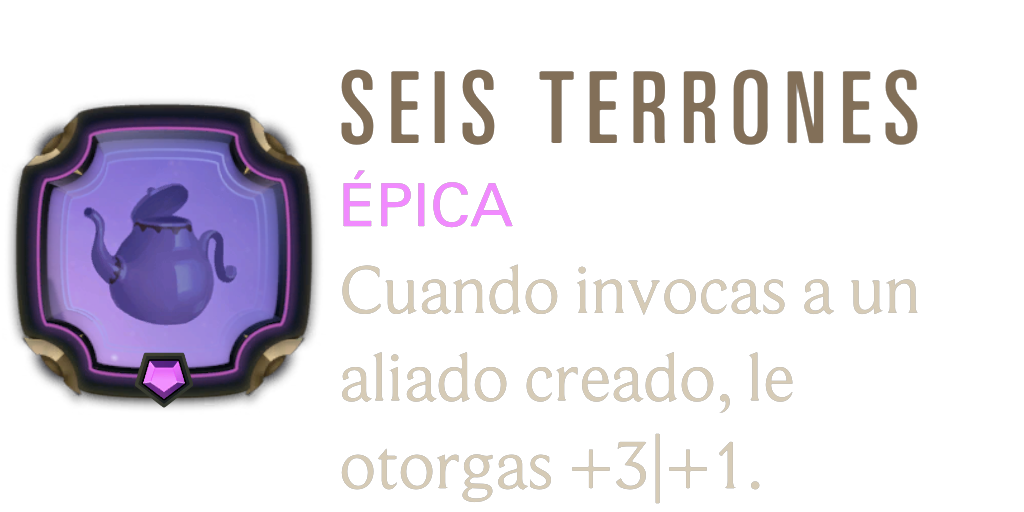 SEIS TERRONES
ÉPICA
Cuando invocas a un
aliado creado, le
otorgas +3|+1.